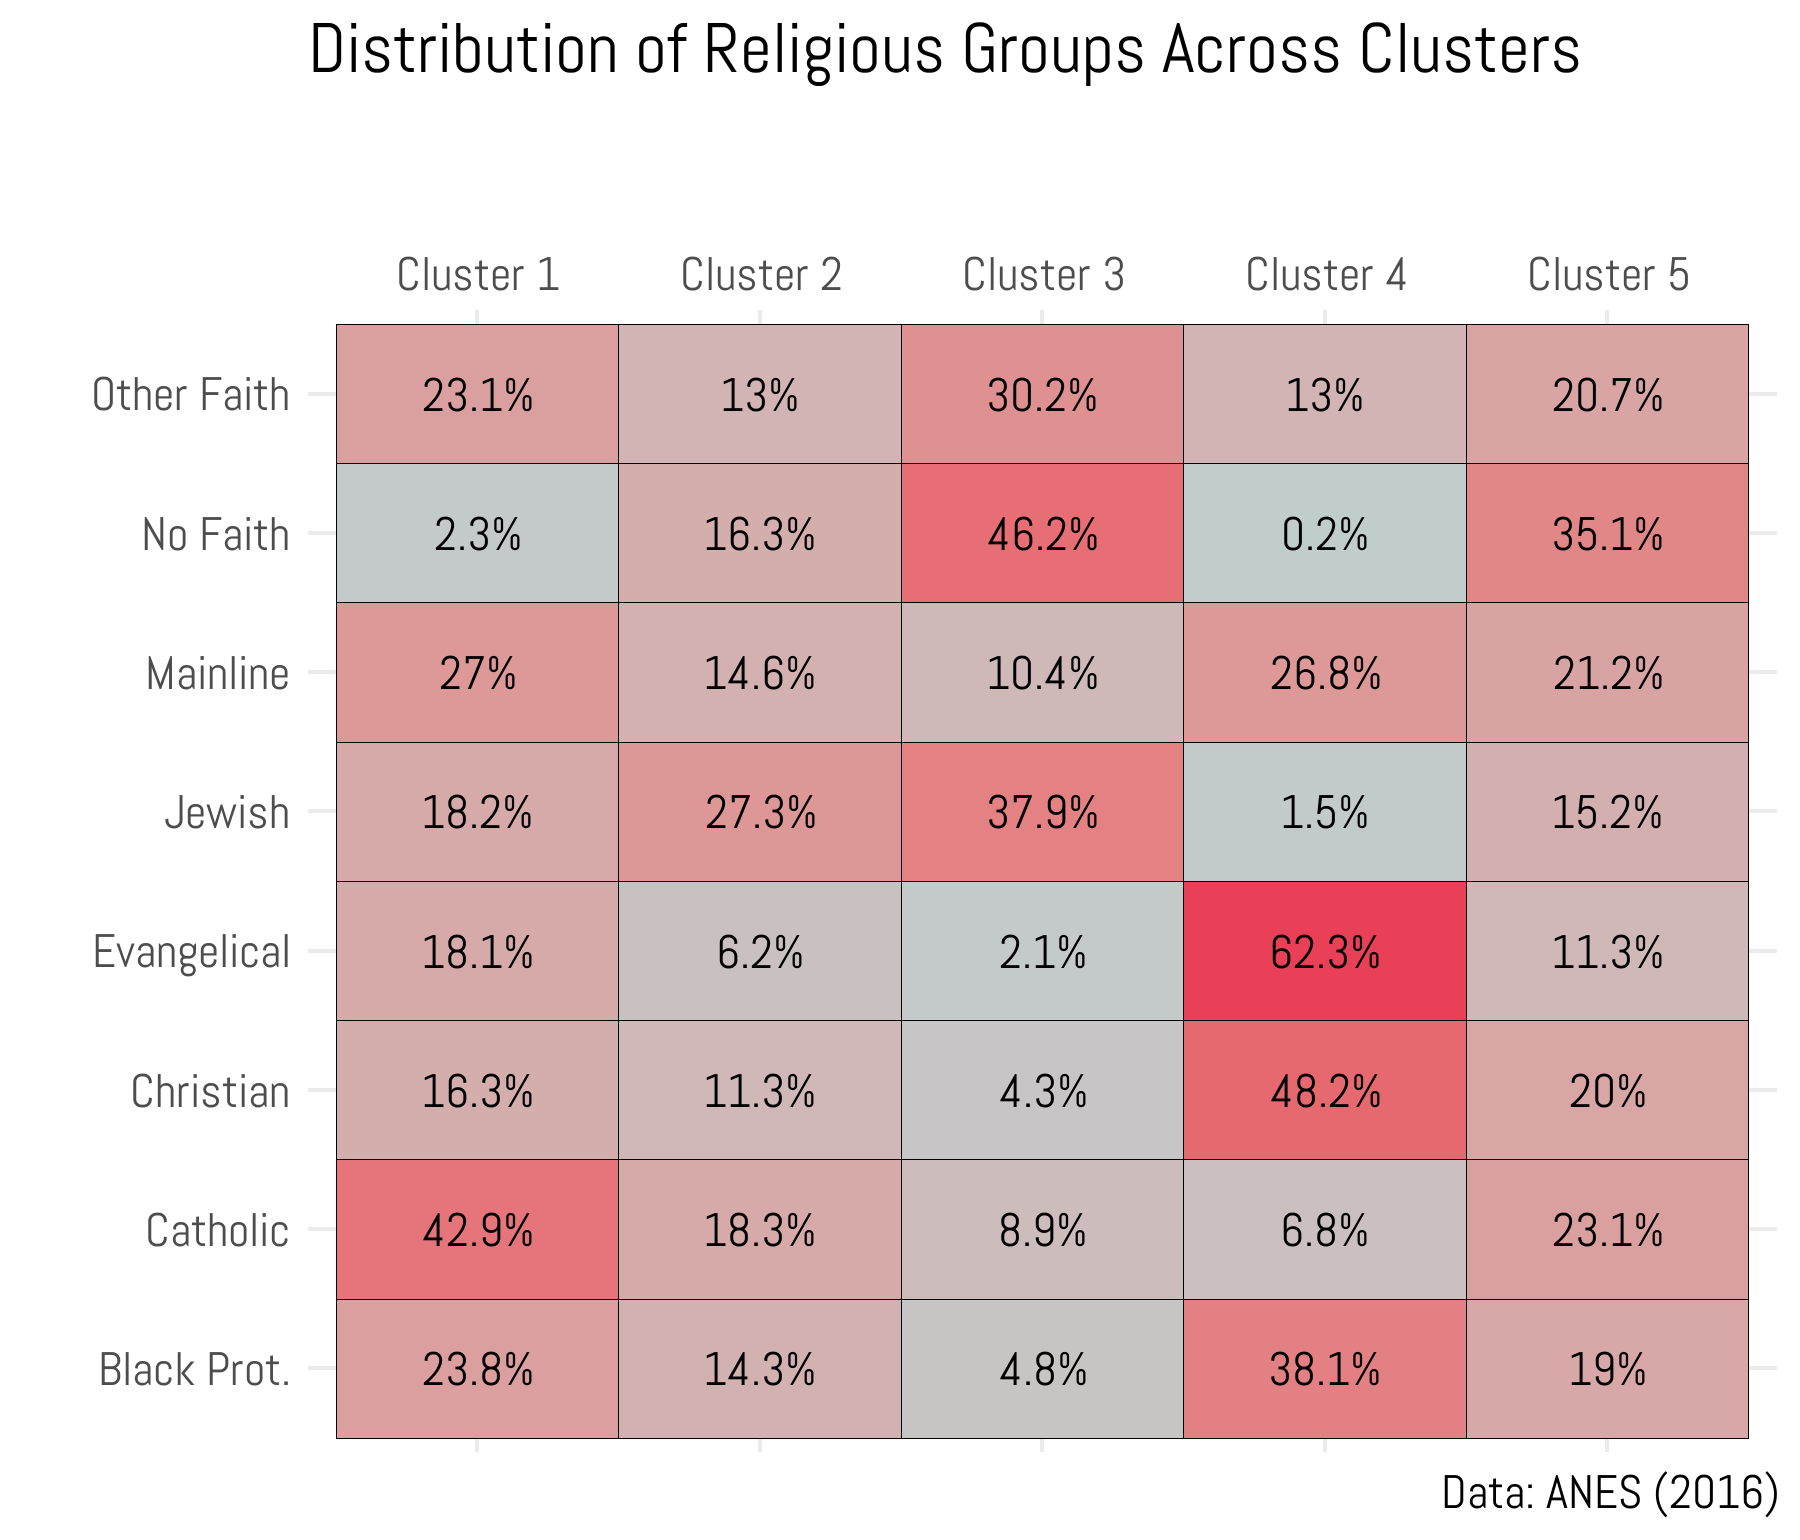 Distribution of Religious Groups Across Clusters
Cluster 1 Cluster 2 Cluster 3 Cluster 4 Cluster 5
Other Faith 23.1% 13% 30.2% 13% 20.7%
No Faith 2.3% 16.3% 46.2% 0.2% 35.1%
Mainline 27% 14.6% 10.4% 26.8% 21.2%
Jewish 18.2% 27.3% 37.9% 1.5% 15.2%
Evangelical 18.1% 6.2% 2.1% 62.3% 11.3%
Christian 16.3% 11.3% 4.3% 48.2% 20%
Catholic 42.9% 18.3% 8.9% 6.8% 23.1%
Black Prot. 23.8% 14.3% 4.8% 38.1% 19%
Data: ANES (2016)